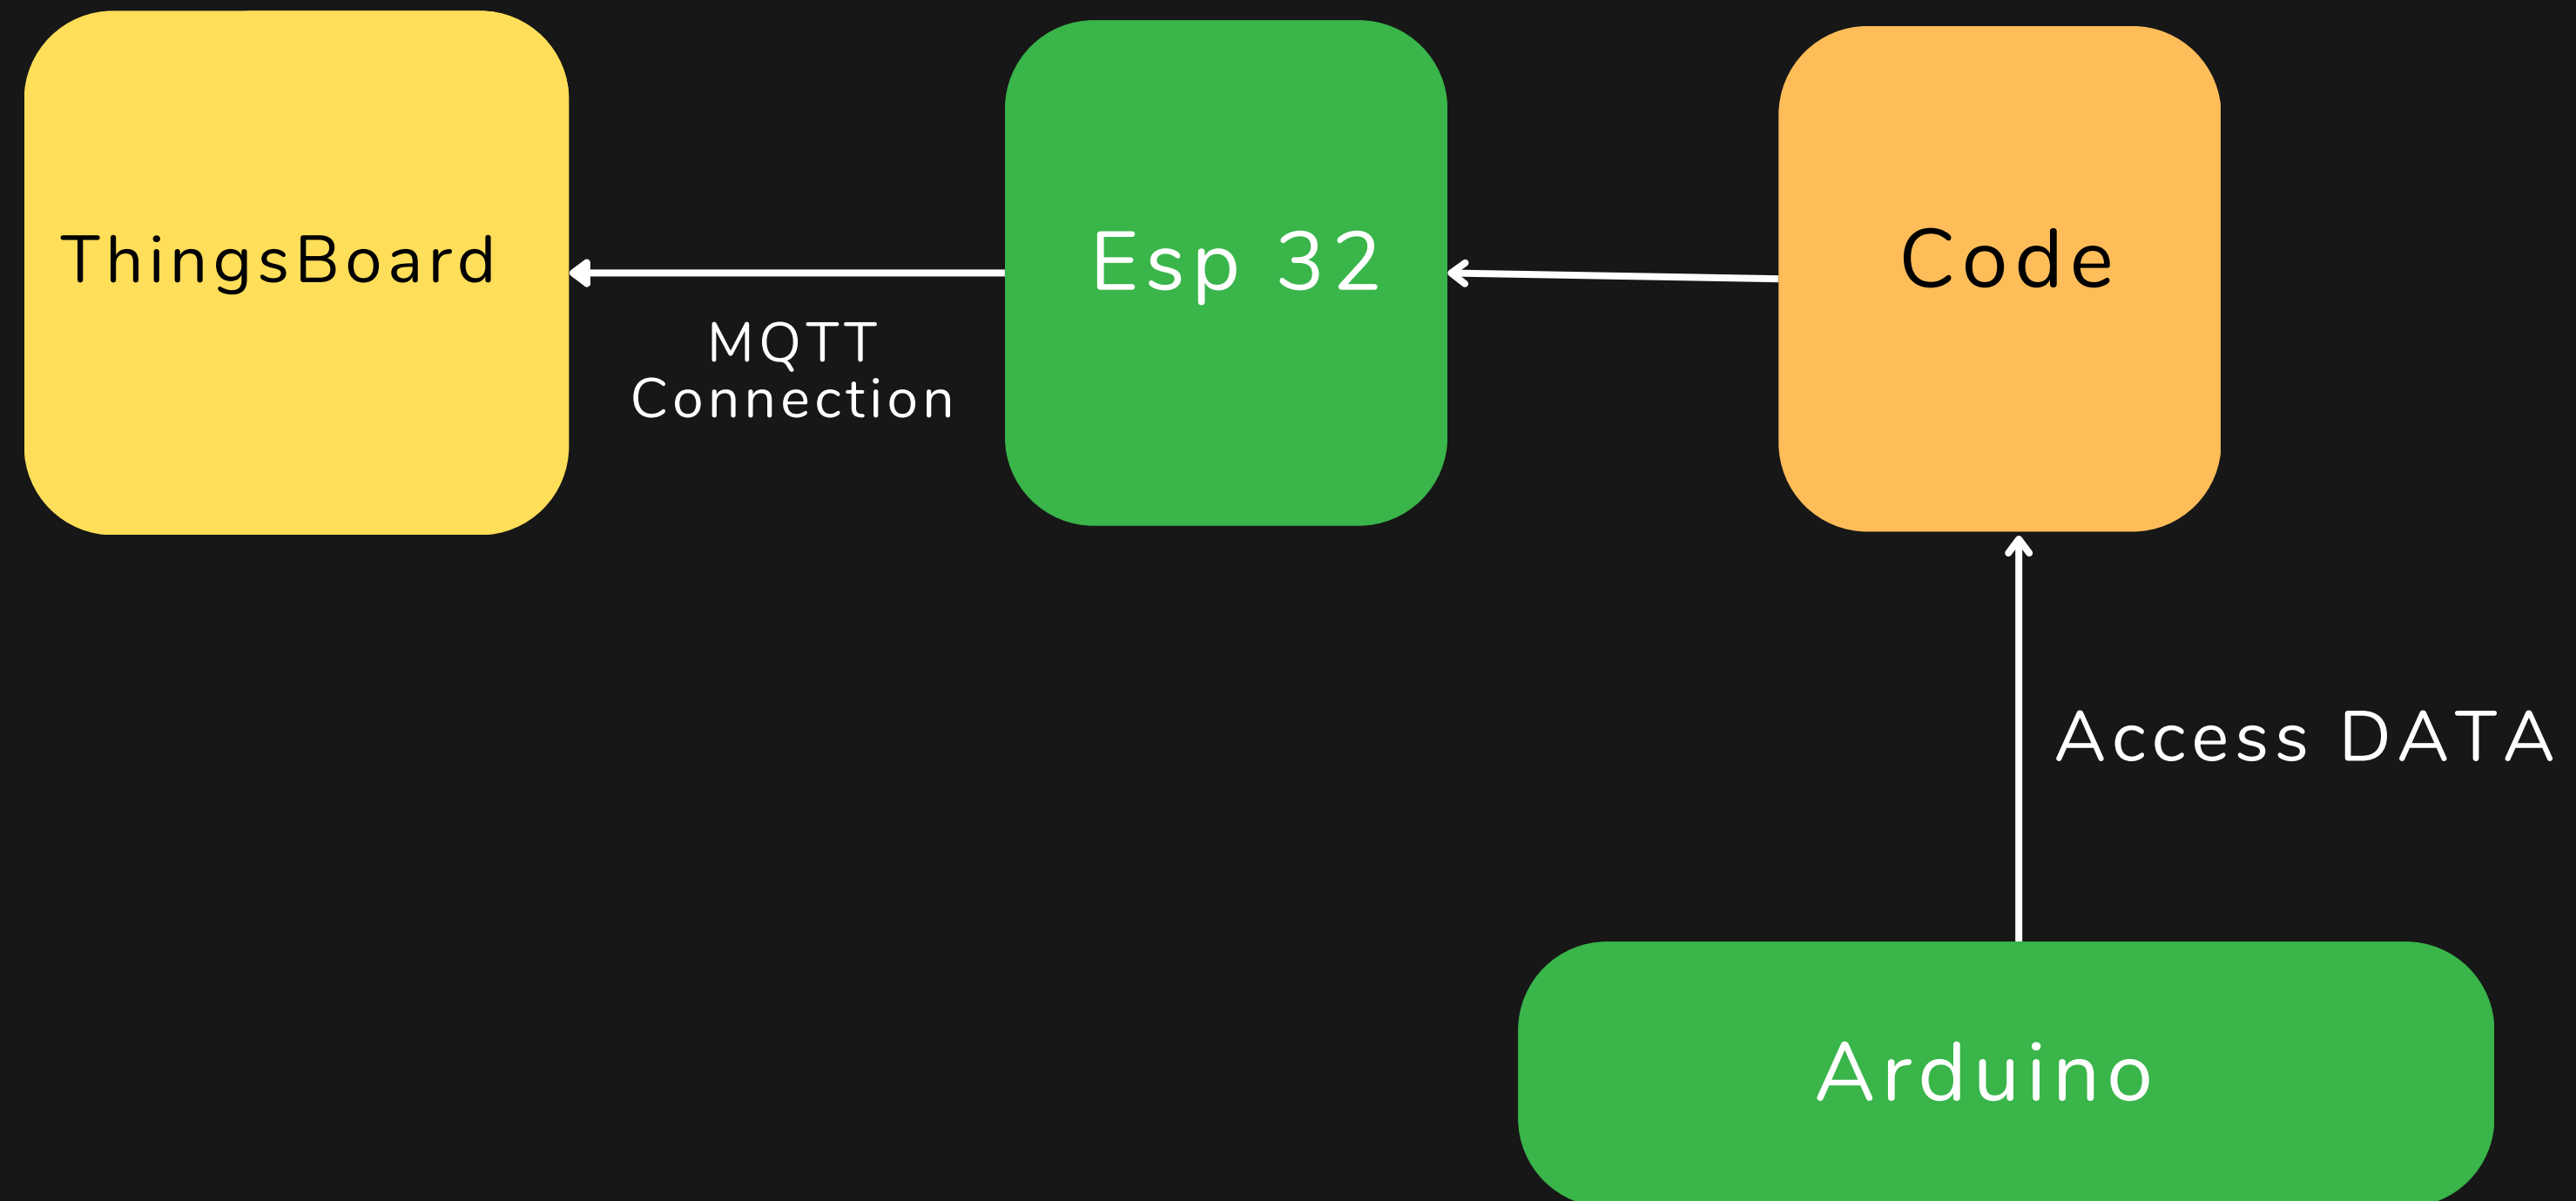 ThingsBoard
MQTT
Connection
Esp 32
Code
Access DATA
Arduino